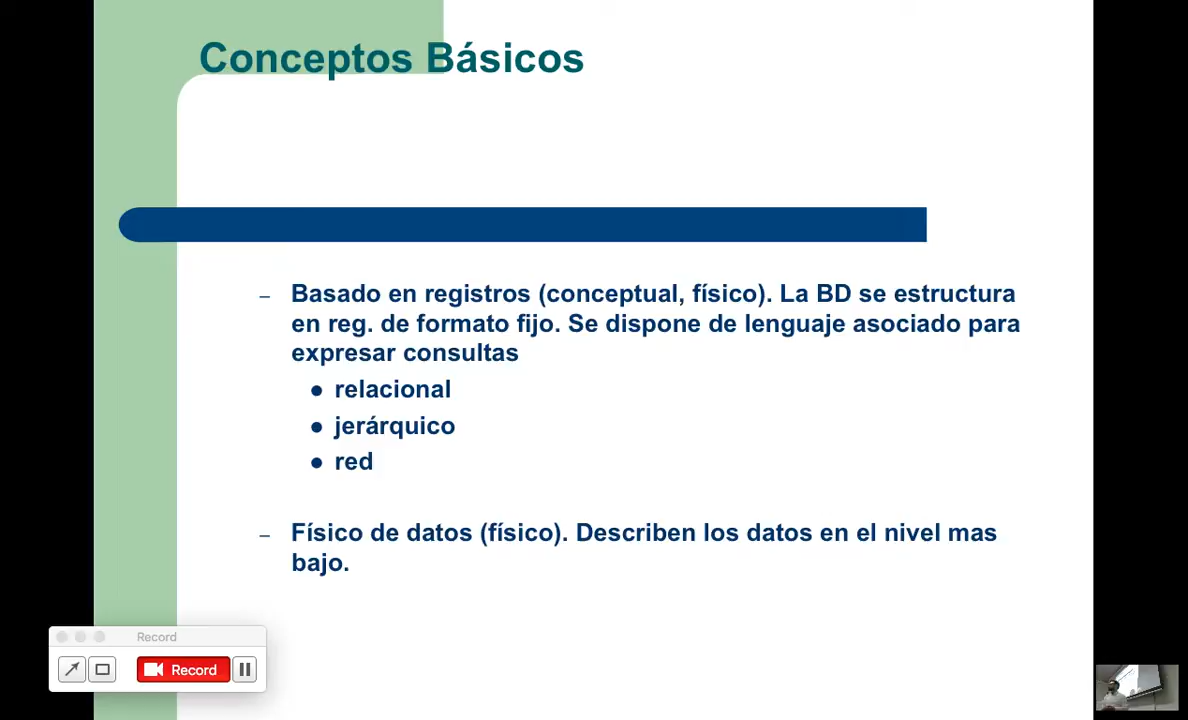 Conceptos Básicos
– Basado en registros (conceptual, físico). La BD se estructura
en reg. de formato fijo. Se dispone de lenguaje asociado para
expresar consultas
● relacional
● jerárquico
● red
– Físico de datos (físico). Describen los datos en el nivel mas
bajo.
Record
Record